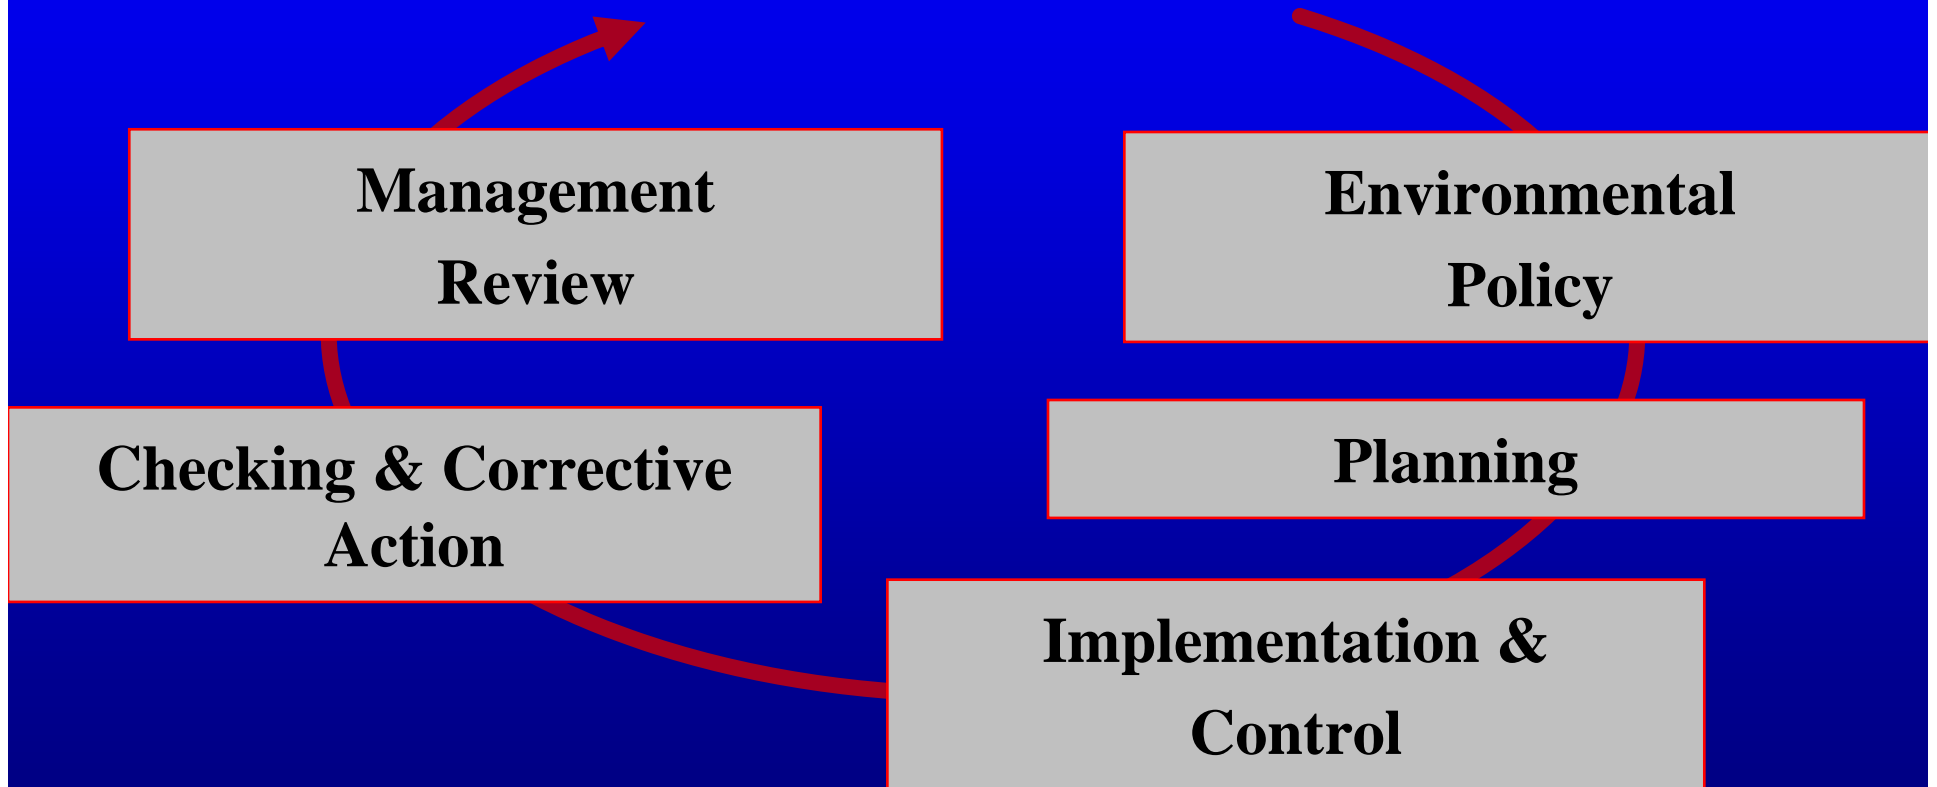 Management
Review
Environmental
Policy
Checking & Corrective
Action
Planning
Implementation &
Control